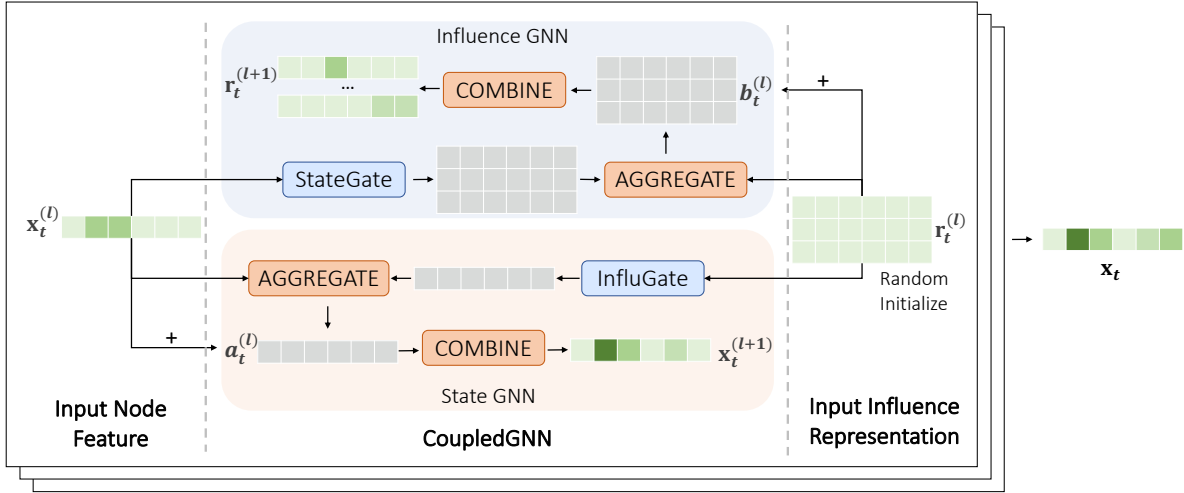 Influence GNN
r_t^{(l+1)}
...
COMBINE
b_t^{(l)}
+
StateGate
AGGREGATE
x_t^{(l)}
r_t^{(l)}
Random
Initialize
AGGREGATE
InfluGate
x_t
+
a_t^{(l)}
COMBINE
x_t^{(l+1)}
State GNN
Input Node
Feature
CoupledGNN
Input Influence
Representation